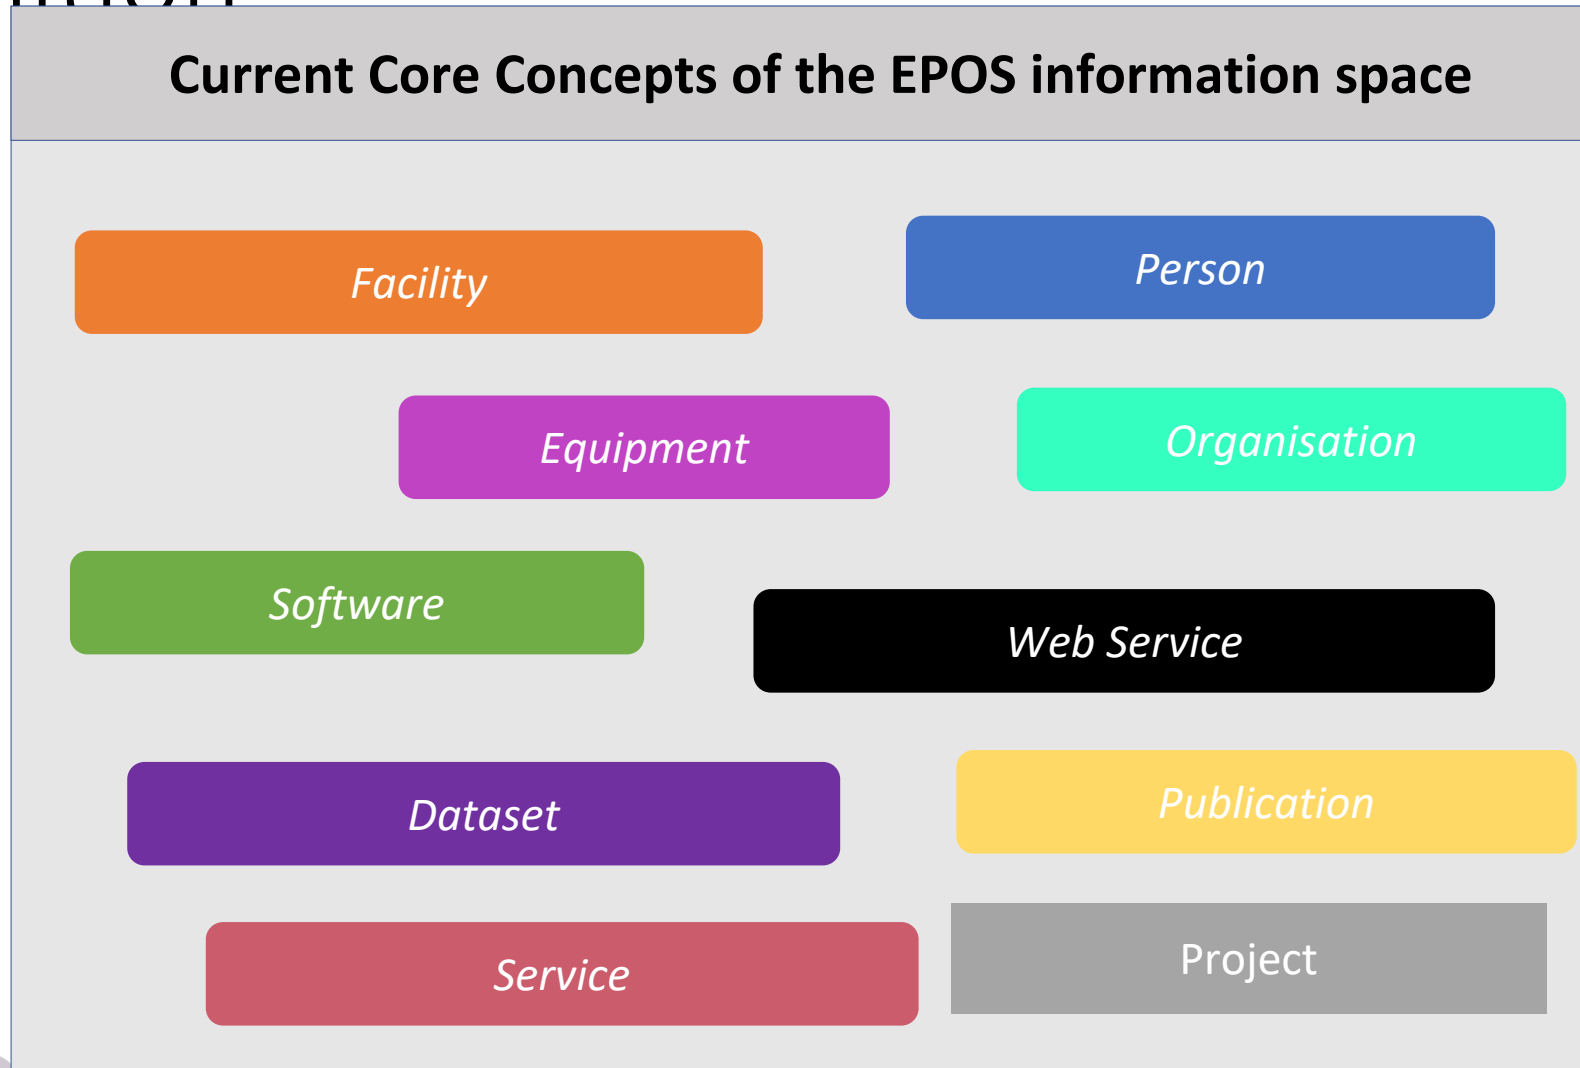 Current Core Concepts of the EPOS information space
Facility
Person
Equipment
Organisation
Software
Web Service
Dataset
Publication
Service
Project